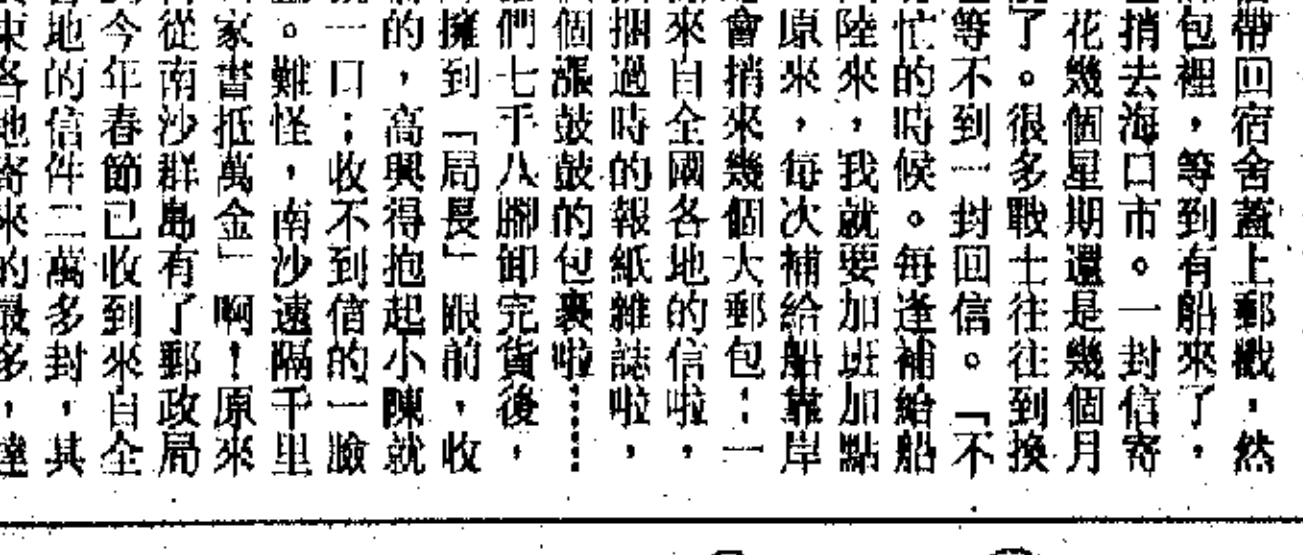 帶回宿舍蓋上郵戳，然
包裡，等到有船來了，
捎去海口市。一封信寄
花幾個星期還是幾個月
了。很多戰士往往到換
等不到一封回信。「不
忙的時候。每逢補給船
陸來，我就要加班加點
原來，每次補給船靠岸
會捎來幾個大郵包：一
來自全國各地的信啦，
捆過時的報紙雜誌啦，
個漲鼓鼓的包裹啦……
們七手八腳卸完貨後，
擁到「局長」眼前，收
的，高興得抱起小陳就
一口；收不到信的一臉
。難怪，南沙遠隔千里
家書抵萬金」啊！原來
從南沙群島有了郵政局
今年春節已收到來自全
地的信件二萬多封，其
東各地寄來的最多，達